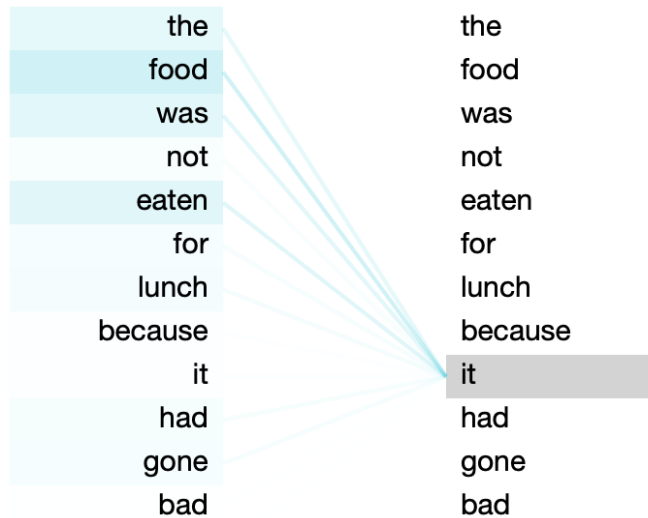 the the
food food
was was
not not
eaten eaten
for for
lunch lunch
because because
it it
had had
gone gone
bad bad